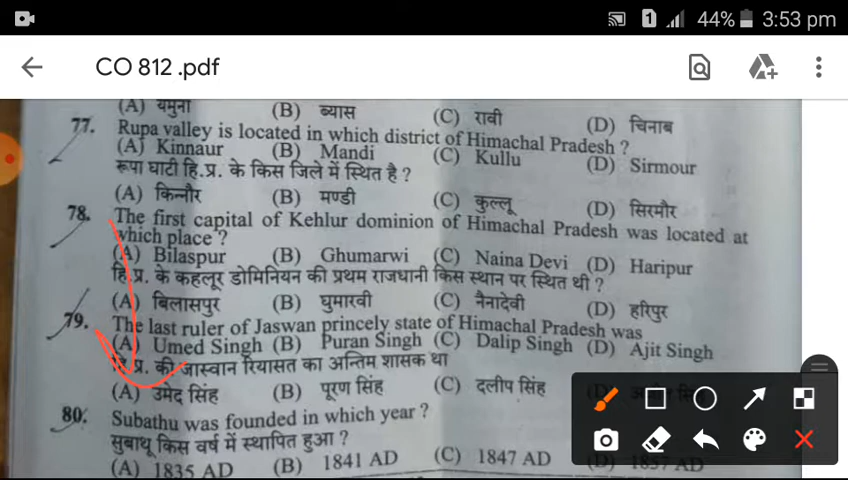 44% 3:53 pm
CO 812 .pdf
(A) यमुना (B) ब्यास (C) रावी (D) चिनाब
77. Rupa valley is located in which district of Himachal Pradesh ?
(A) Kinnaur (B) Mandi (C) Kullu (D) Sirmour
रूपा घाटी हि.प्र. के किस जिले में स्थित है ?
(A) किन्नौर (B) मण्डी (C) कुल्लू (D) सिरमौर
78. The first capital of Kehlur dominion of Himachal Pradesh was located at
which place ?
(A) Bilaspur (B) Ghumarwi (C) Naina Devi (D) Haripur
हि.प्र. के कहलूर डोमिनियन की प्रथम राजधानी किस स्थान पर स्थित थी ?
(A) बिलासपुर (B) घुमारवी (C) नैनादेवी (D) हरिपुर
79. The last ruler of Jaswan princely state of Himachal Pradesh was
(A) Umed Singh (B) Puran Singh (C) Dalip Singh (D) Ajit Singh
हि.प्र. की जास्वान रियासत का अन्तिम शासक था
(A) उमेद सिंह (B) पूरण सिंह (C) दलीप सिंह
80. Subathu was founded in which year ?
सुबाथू किस वर्ष में स्थापित हुआ ?
(A) 1835 AD (B) 1841 AD (C) 1847 AD (D) 1857 AD